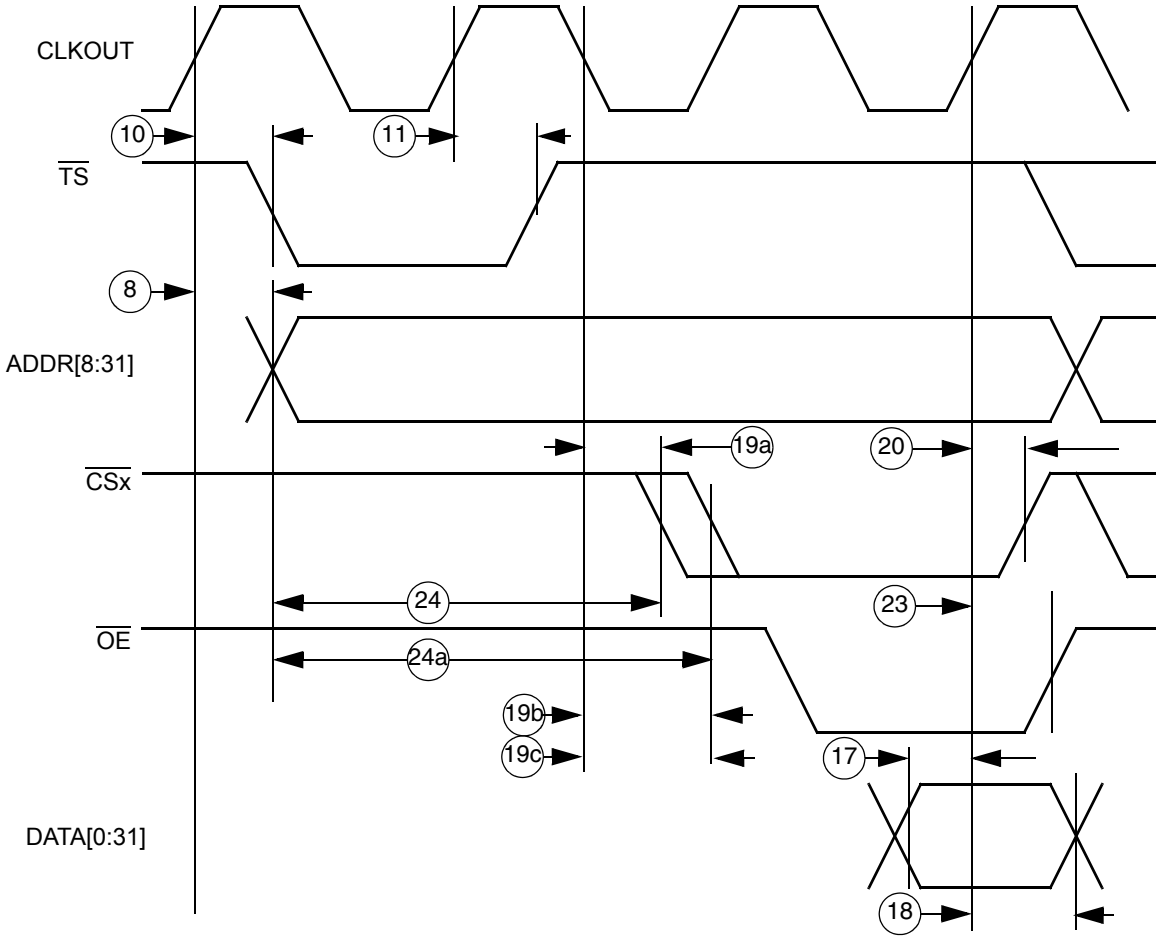 CLKOUT
10
11
TS
8
ADDR[8:31]
19a
20
CSx
24
23
OE
24a
19b
19c
17
DATA[0:31]
18